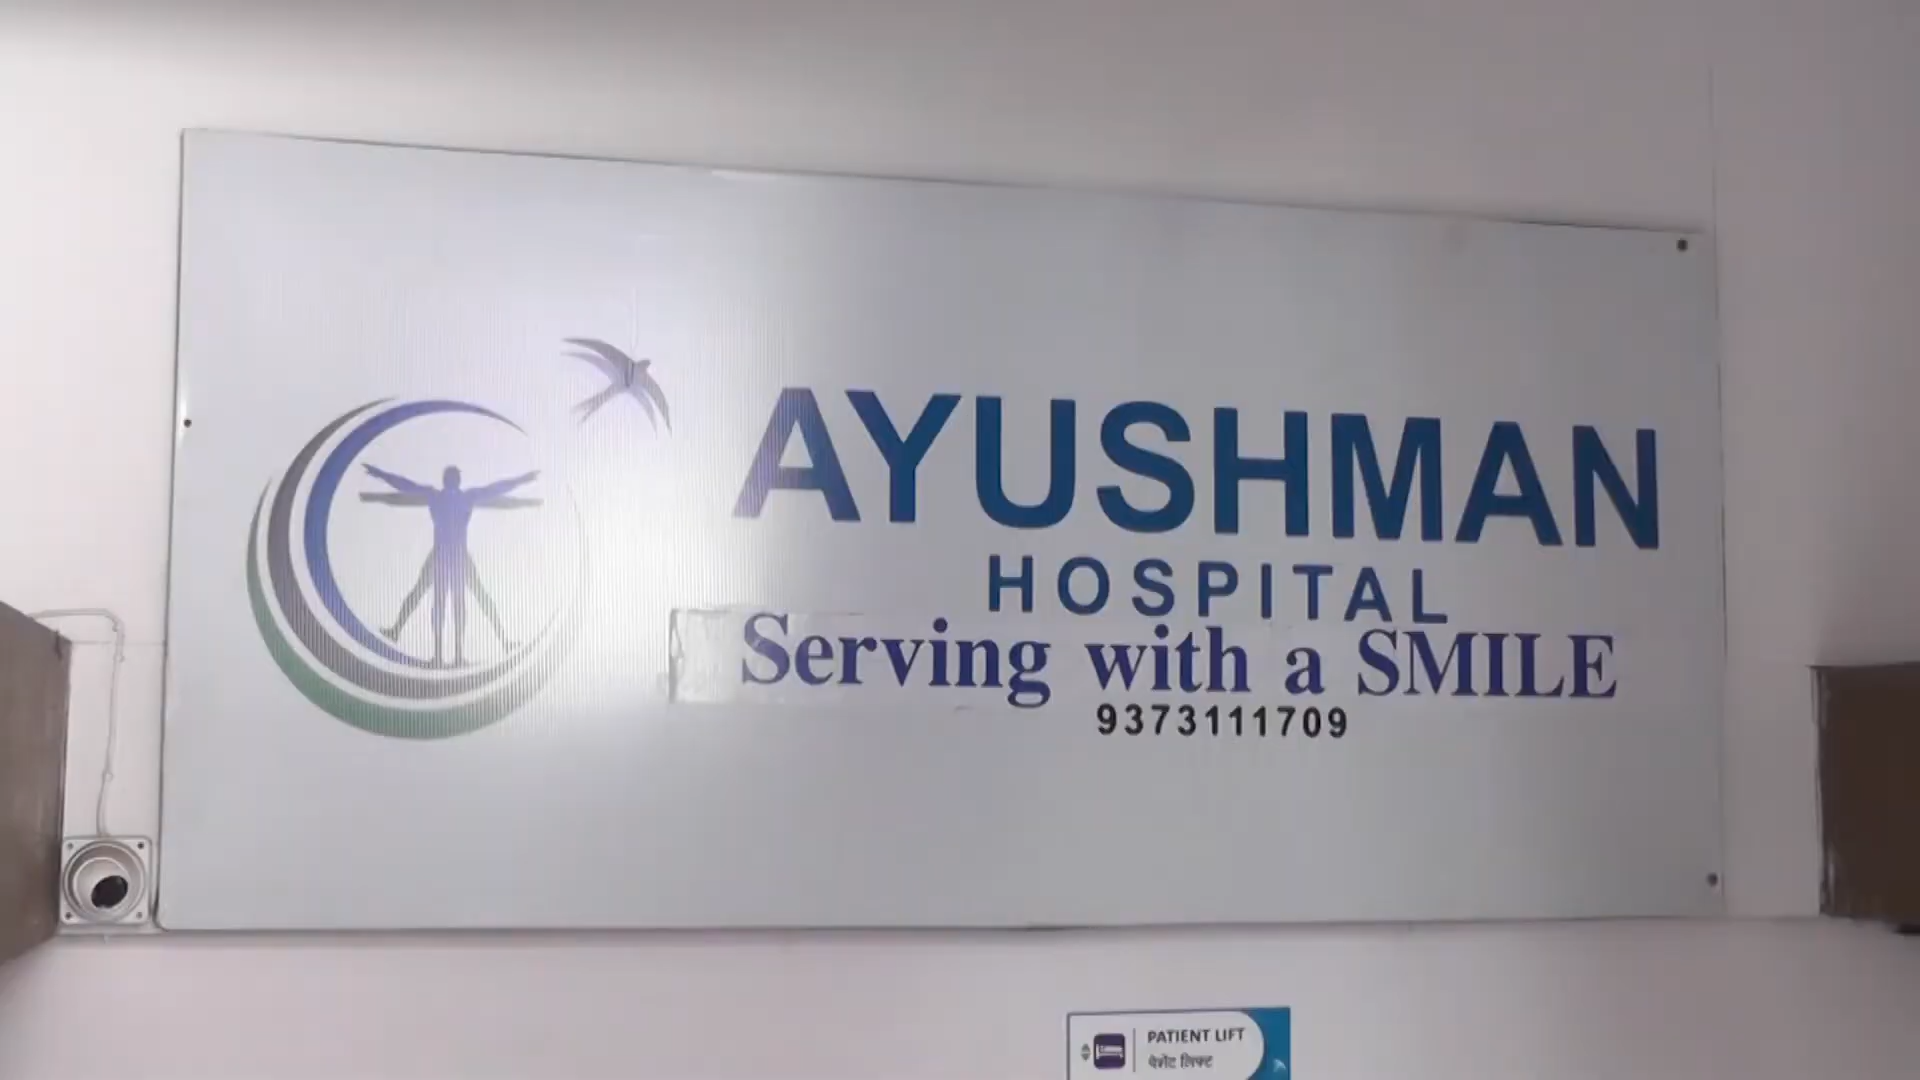 AYUSHMAN
HOSPITAL
Serving with a SMILE
9373111709
PATIENT LIFT
पेशेंट लिफ्ट